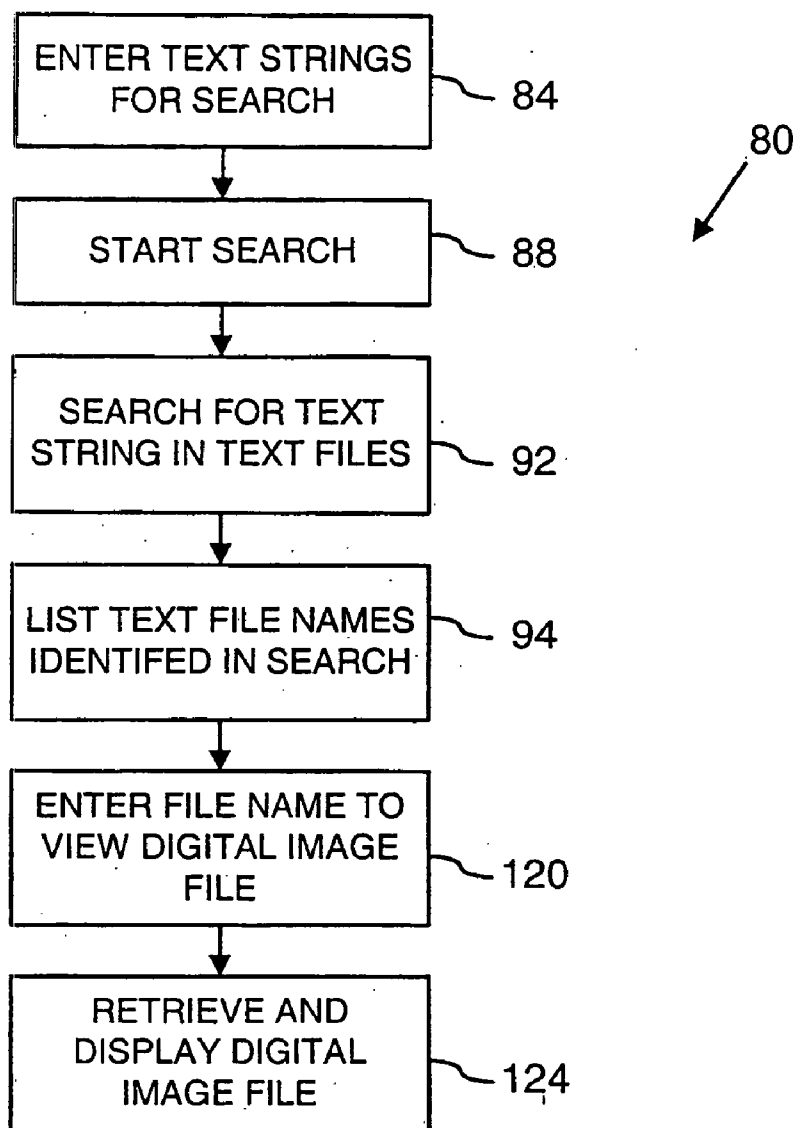 ENTER TEXT STRINGS
FOR SEARCH
84
80
START SEARCH
88
SEARCH FOR TEXT
STRING IN TEXT FILES
92
LIST TEXT FILE NAMES
IDENTIFED IN SEARCH
94
ENTER FILE NAME TO
VIEW DIGITAL IMAGE
FILE
120
RETRIEVE AND
DISPLAY DIGITAL
IMAGE FILE
124